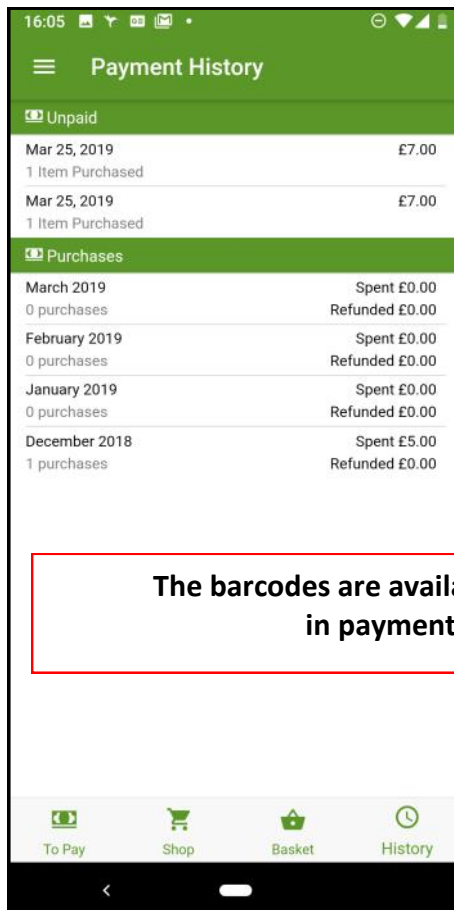 16:05
Payment History
Unpaid
Mar 25, 2019 £7.00
1 Item Purchased
Mar 25, 2019 £7.00
1 Item Purchased
Purchases
March 2019 Spent £0.00
0 purchases Refunded £0.00
February 2019 Spent £0.00
0 purchases Refunded £0.00
January 2019 Spent £0.00
0 purchases Refunded £0.00
December 2018 Spent £5.00
1 purchases Refunded £0.00
The barcodes are avail
in payment
To Pay Shop Basket History